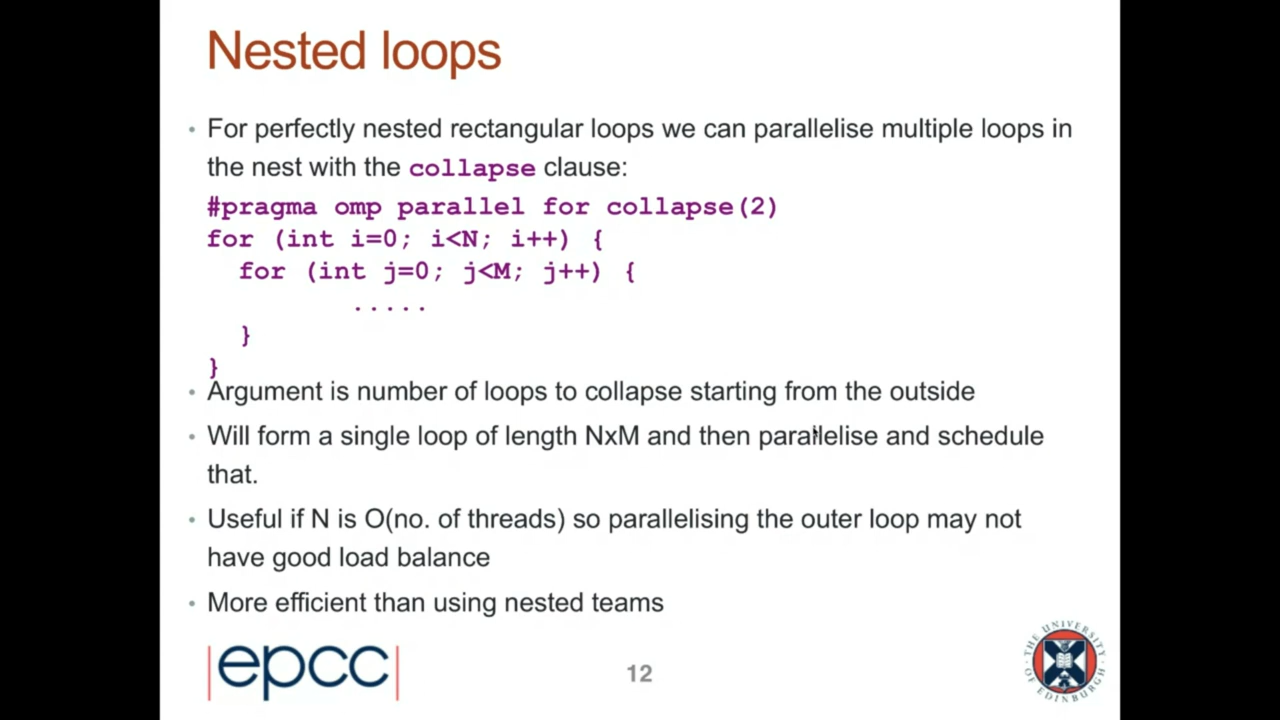 Nested loops
• For perfectly nested rectangular loops we can parallelise multiple loops in
the nest with the collapse clause:
#pragma omp parallel for collapse(2)
for (int i=0; i<N; i++) {
for (int j=0; j<M; j++) {
.....
}
}
• Argument is number of loops to collapse starting from the outside
• Will form a single loop of length NxM and then parallelise and schedule
that.
• Useful if N is O(no. of threads) so parallelising the outer loop may not
have good load balance
• More efficient than using nested teams
epcc
12
THE UNIVERSITY
OF EDINBURGH